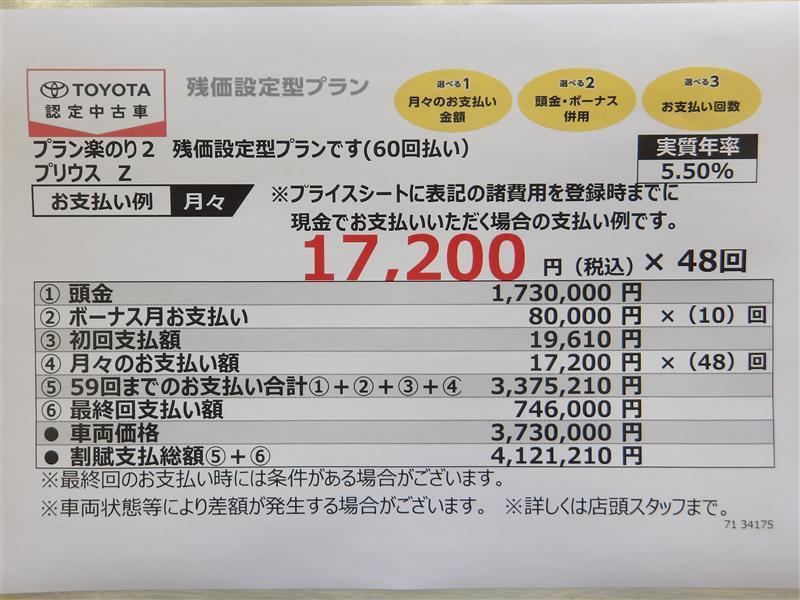 TOYOTA
認定中古車
残価設定型プラン
選べる1
月々のお支払い
金額
選べる2
頭金・ボーナス
併用
選べる3
お支払い回数
プラン楽のり2 残価設定型プランです(60回払い)
プリウス Z
実質年率
5.50%
お支払い例 月々
※プライスシートに表記の諸費用を登録時までに
現金でお支払いいただく場合の支払い例です。
17,200 円(税込)× 48回
① 頭金 1,730,000 円
② ボーナス月お支払い 80,000 円 ×(10)回
③ 初回支払額 19,610 円
④ 月々のお支払い額 17,200 円 ×(48)回
⑤ 59回までのお支払い合計①+②+③+④ 3,375,210 円
⑥ 最終回支払い額 746,000 円
● 車両価格 3,730,000 円
● 割賦支払総額⑤+⑥ 4,121,210 円
※最終回のお支払い時には条件がある場合がございます。
※車両状態等により差額が発生する場合がございます。 ※詳しくは店頭スタッフまで。
71 34175